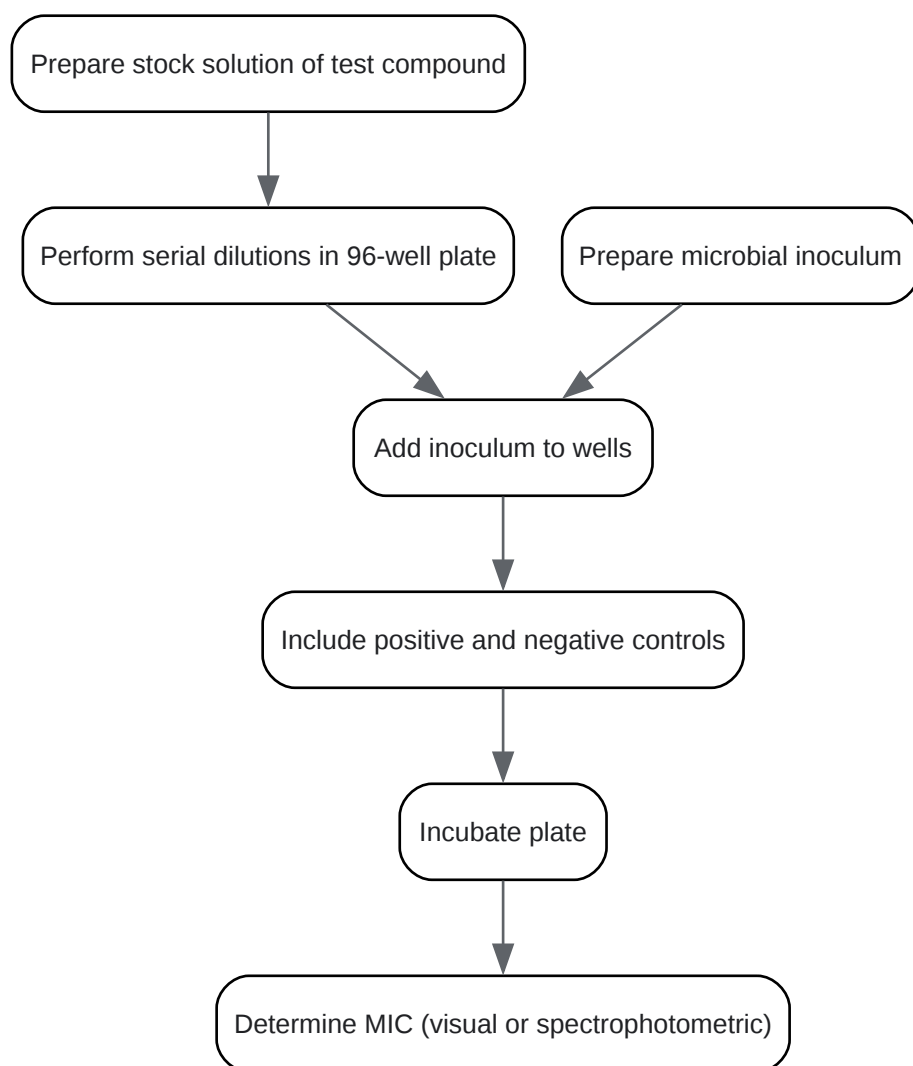 Prepare stock solution of test compound
Perform serial dilutions in 96-well plate
Prepare microbial inoculum
Add inoculum to wells
Include positive and negative controls
Incubate plate
Determine MIC (visual or spectrophotometric)